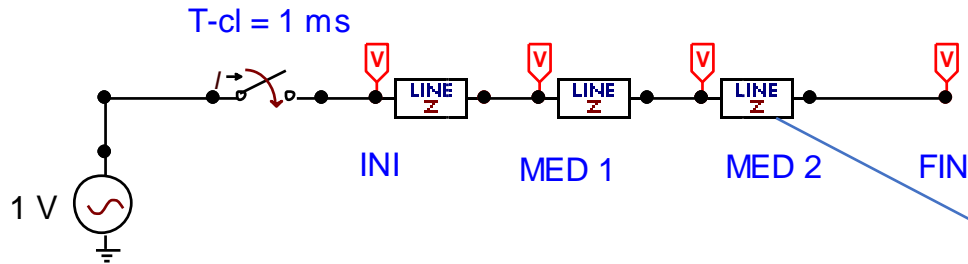 T-cl = 1 ms
I
V
V
V
V
LINE
Z
LINE
Z
LINE
Z
INI
MED 1
MED 2
FIN
1 V